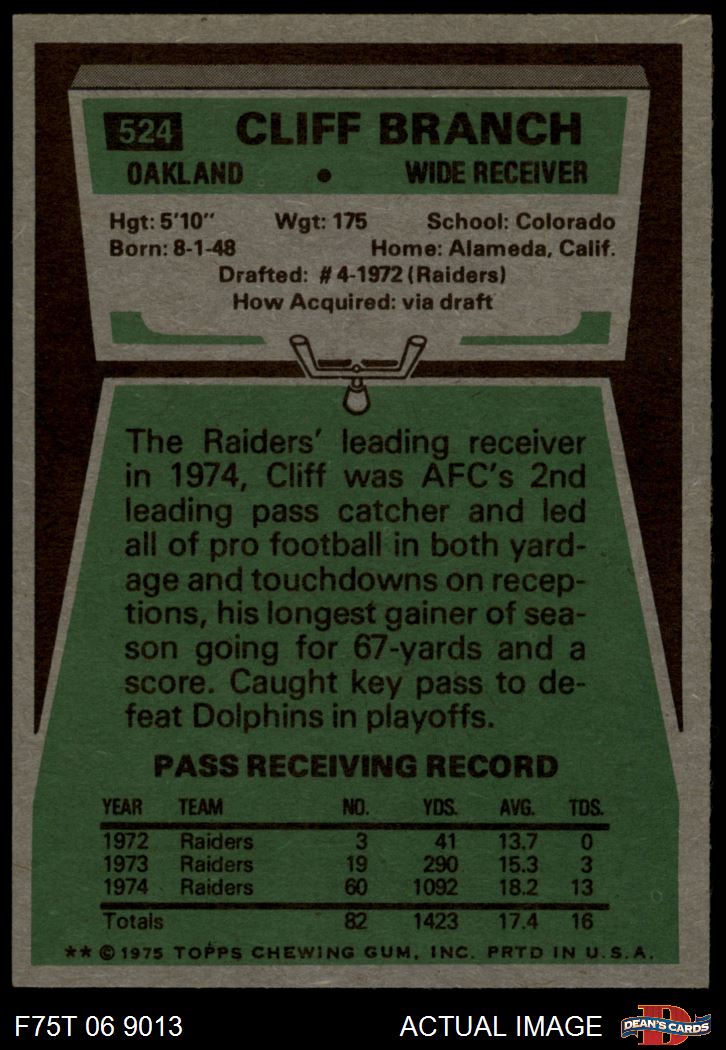 524 CLIFF BRANCH
OAKLAND • WIDE RECEIVER
Hgt: 5'10" Wgt: 175 School: Colorado
Born: 8-1-48 Home: Alameda, Calif.
Drafted: #4-1972 (Raiders)
How Acquired: via draft
The Raiders' leading receiver
in 1974, Cliff was AFC's 2nd
leading pass catcher and led
all of pro football in both yard-
age and touchdowns on recep-
tions, his longest gainer of sea-
son going for 67-yards and a
score. Caught key pass to de-
feat Dolphins in playoffs.
PASS RECEIVING RECORD
YEAR TEAM NO. YDS. AVG. TDS.
1972 Raiders 3 41 13.7 0
1973 Raiders 19 290 15.3 3
1974 Raiders 60 1092 18.2 13
Totals 82 1423 17.4 16
** © 1975 TOPPS CHEWING GUM, INC. PRTD IN U.S.A.
F75T 06 9013 ACTUAL IMAGE D DEAN'S CARDS